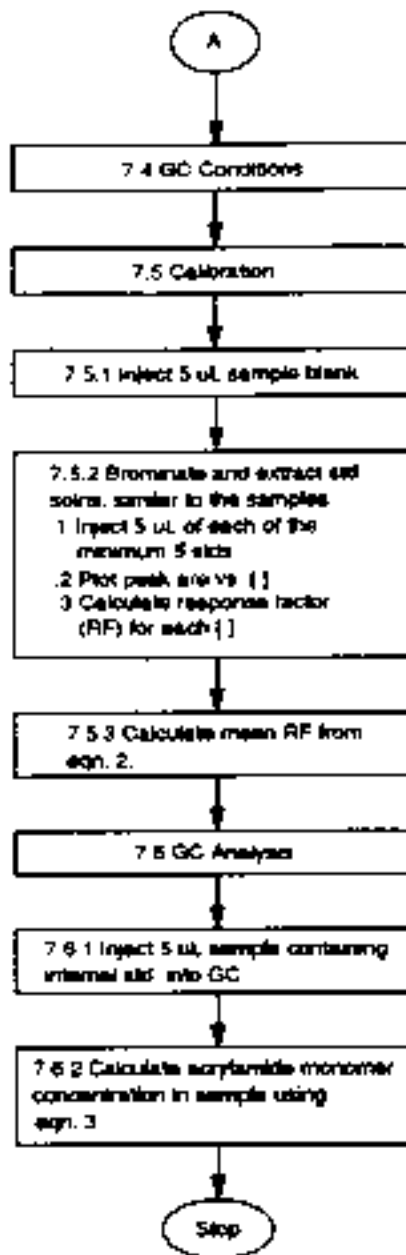 A
7.4 GC Conditions
7.5 Calibration
7.5.1 Inject 5 uL sample blank
7.5.2 Brominate and extract std
solns. similar to the samples
.1 Inject 5 uL of each of the
minimum 5 stds
.2 Plot peak are vs. [ ]
.3 Calculate response factor
(RF) for each [ ]
7.5.3 Calculate mean RF from
eqn. 2.
7.6 GC Analysis
7.6.1 Inject 5 uL sample containing
internal std. into GC
7.6.2 Calculate acrylamide monomer
concentration in sample using
eqn. 3
Stop